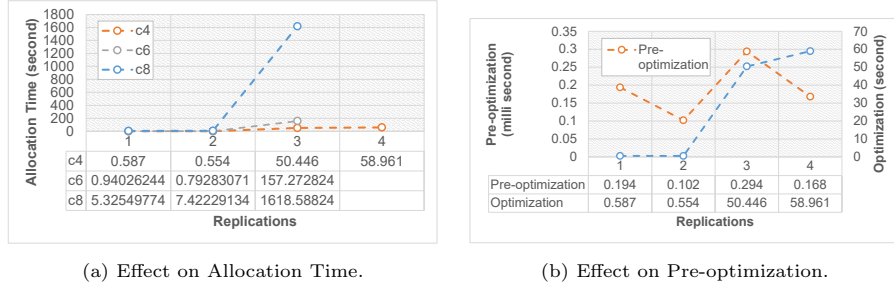 1800
1600
1400
1200
1000
800
600
400
200
0
Allocation Time (second)
c4
c6
c8
1 2 3 4
c4 0.587 0.554 50.446 58.961
c6 0.94026244 0.79283071 157.272824
c8 5.32549774 7.42229134 1618.58824
Replications
(a) Effect on Allocation Time.
0.35
0.3
0.25
0.2
0.15
0.1
0.05
0
Pre-optimization
(milli second)
Pre-
optimization
70
60
50
40
30
20
10
0
Optimization (second)
1 2 3 4
Pre-optimization 0.194 0.102 0.294 0.168
Optimization 0.587 0.554 50.446 58.961
Replications
(b) Effect on Pre-optimization.